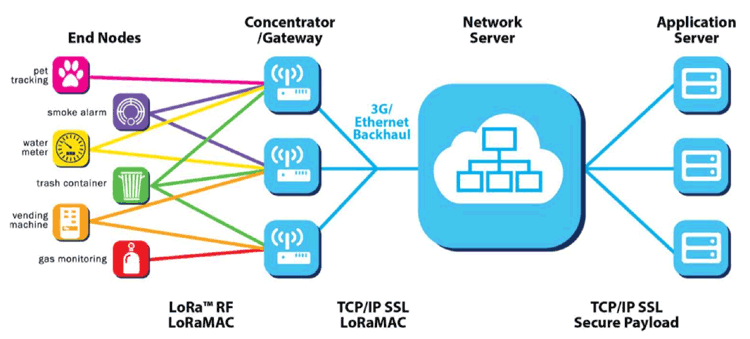 End Nodes
Concentrator
/Gateway
Network
Server
Application
Server
pet
tracking
smoke alarm
water
meter
trash container
vending
machine
gas monitoring
3G/
Ethernet
Backhaul
LoRa™ RF
LoRaMAC
TCP/IP SSL
LoRaMAC
TCP/IP SSL
Secure Payload